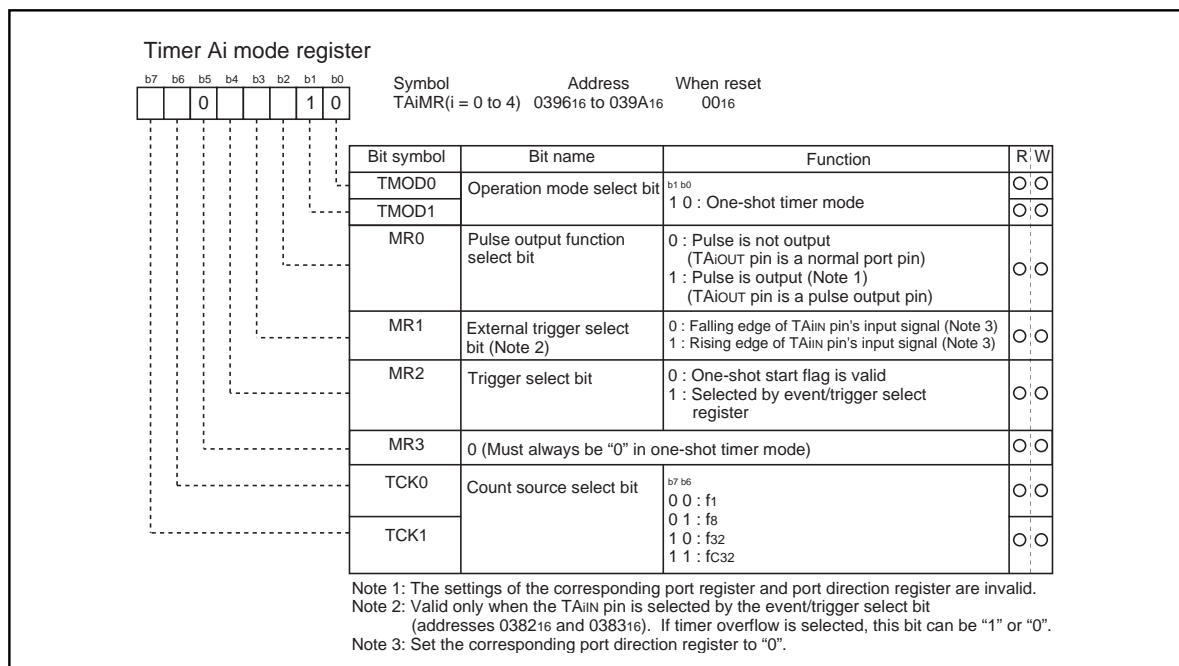 Timer Ai mode register
b7 b6 b5 b4 b3 b2 b1 b0
0 1 0
Symbol Address When reset
TAiMR(i = 0 to 4) 039616 to 039A16 0016
Bit symbol Bit name Function R W
TMOD0 Operation mode select bit b1 b0
1 0 : One-shot timer mode
TMOD1
MR0 Pulse output function select bit
0 : Pulse is not output
(TAiOUT pin is a normal port pin)
1 : Pulse is output (Note 1)
(TAiOUT pin is a pulse output pin)
MR1 External trigger select bit (Note 2)
0 : Falling edge of TAiIN pin's input signal (Note 3)
1 : Rising edge of TAiIN pin's input signal (Note 3)
MR2 Trigger select bit
0 : One-shot start flag is valid
1 : Selected by event/trigger select
register
MR3 0 (Must always be “0” in one-shot timer mode)
TCK0 Count source select bit
b7 b6
0 0 : f1
0 1 : f8
TCK1
1 0 : f32
1 1 : fC32
Note 1: The settings of the corresponding port register and port direction register are invalid.
Note 2: Valid only when the TAiIN pin is selected by the event/trigger select bit
(addresses 038216 and 038316). If timer overflow is selected, this bit can be “1” or “0”.
Note 3: Set the corresponding port direction register to “0”.